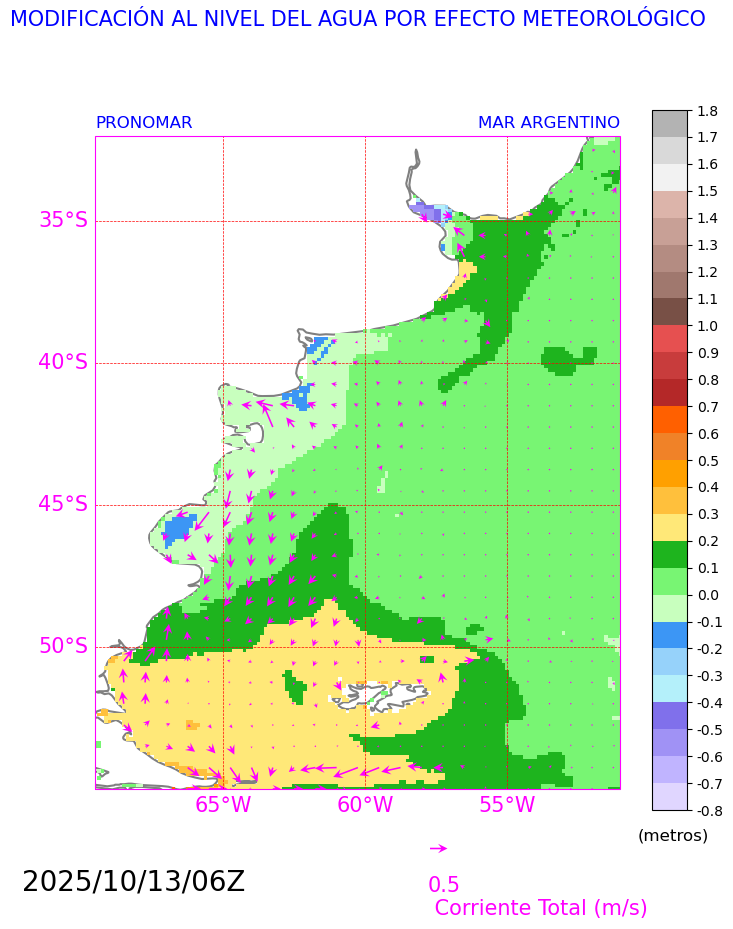 MODIFICACIÓN AL NIVEL DEL AGUA POR EFECTO METEOROLÓGICO
PRONOMAR
MAR ARGENTINO
35°S
40°S
45°S
50°S
65°W
60°W
55°W
1.8
1.7
1.6
1.5
1.4
1.3
1.2
1.1
1.0
0.9
0.8
0.7
0.6
0.5
0.4
0.3
0.2
0.1
0.0
-0.1
-0.2
-0.3
-0.4
-0.5
-0.6
-0.7
-0.8
(metros)
2025/10/13/06Z
0.5
Corriente Total (m/s)